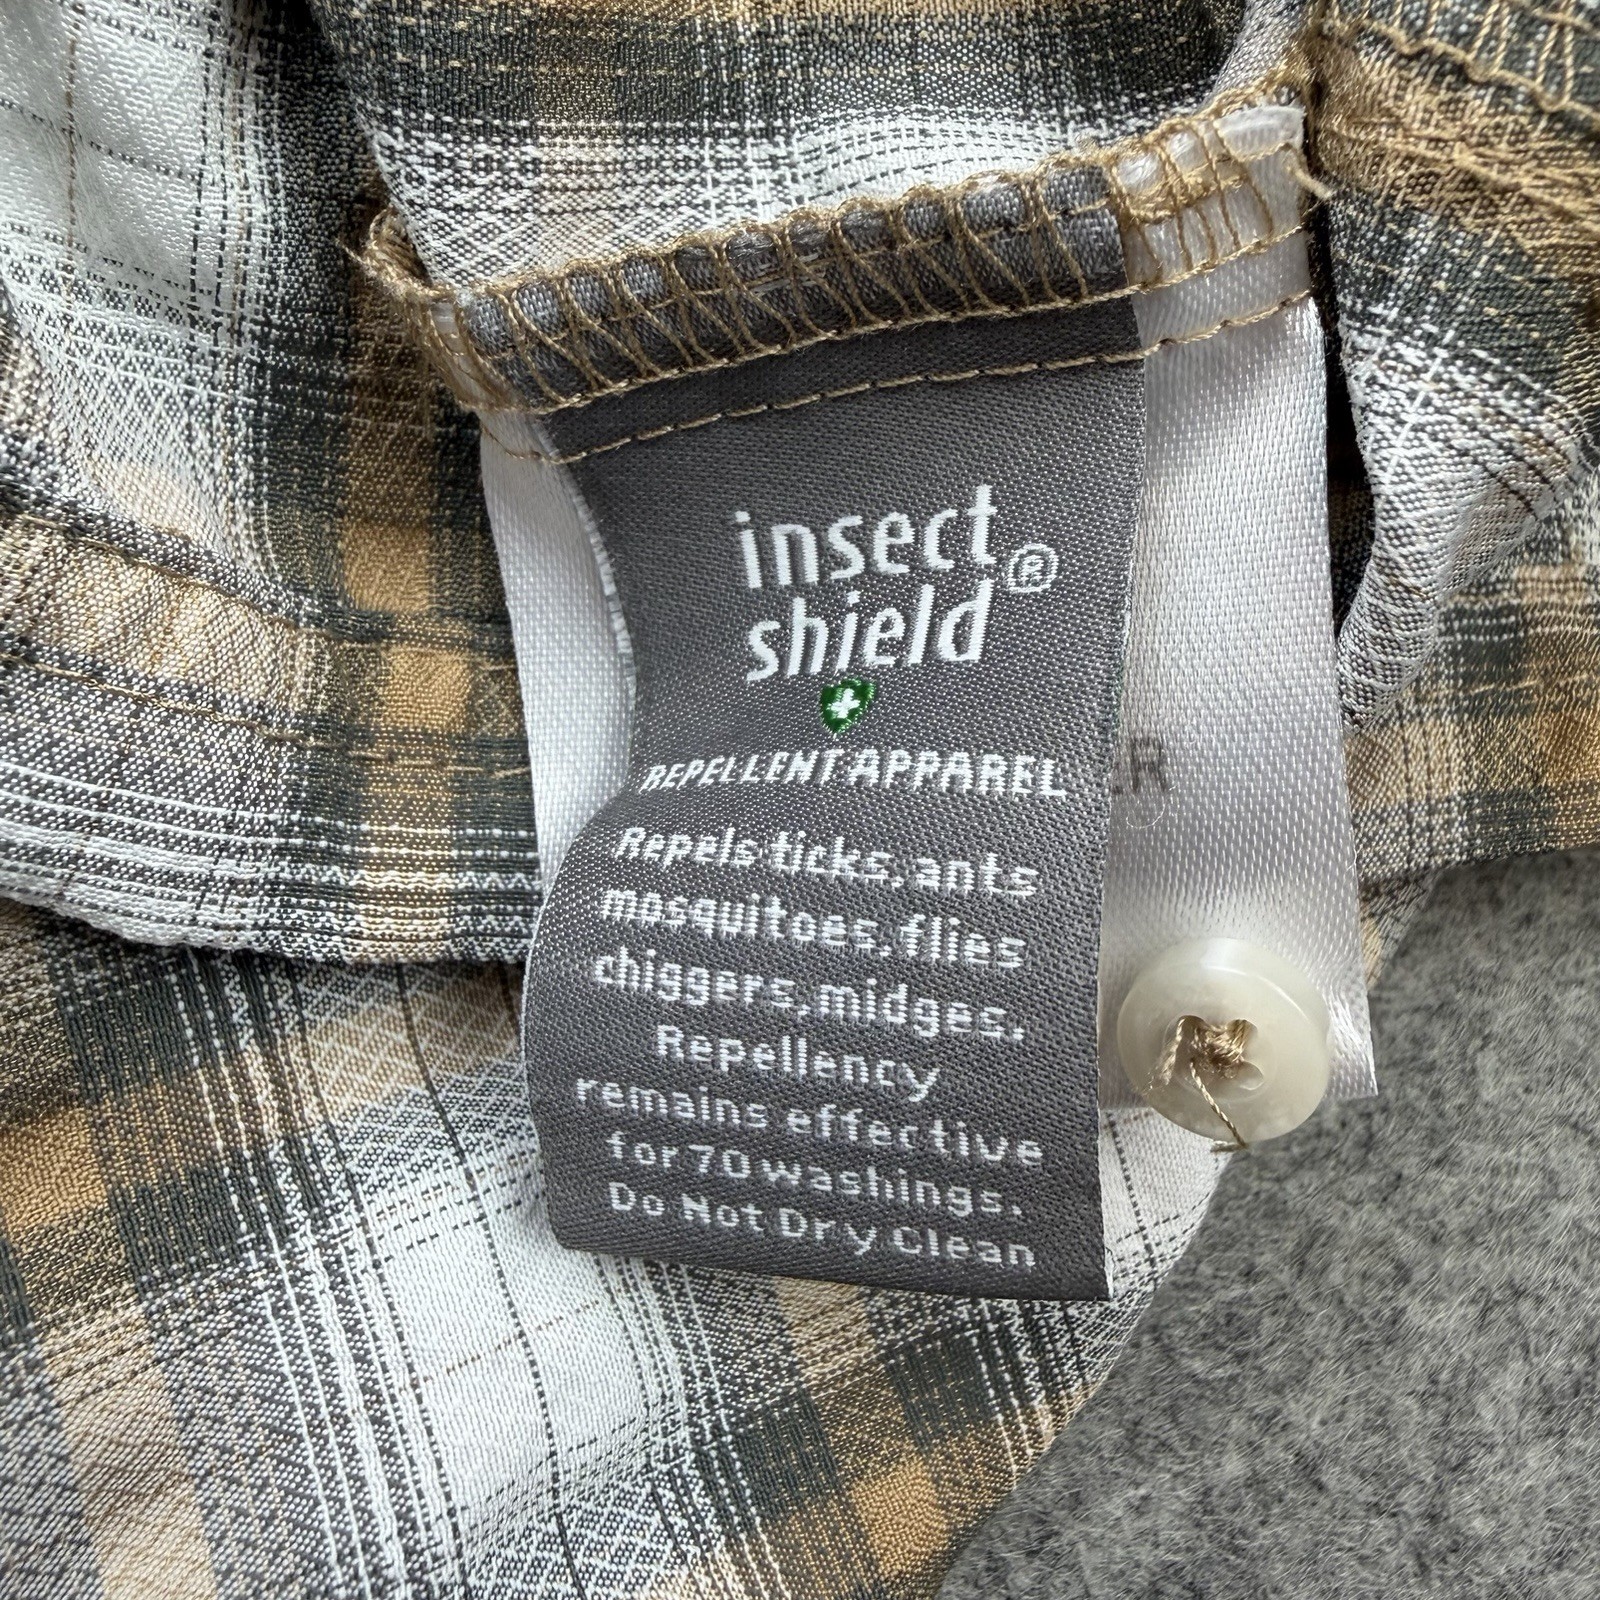 insect
shield®
REPELLENT APPAREL
Repels ticks, ants
mosquitoes, flies
chiggers, midges.
Repellency
remains effective
for 70 washings.
Do Not Dry Clean